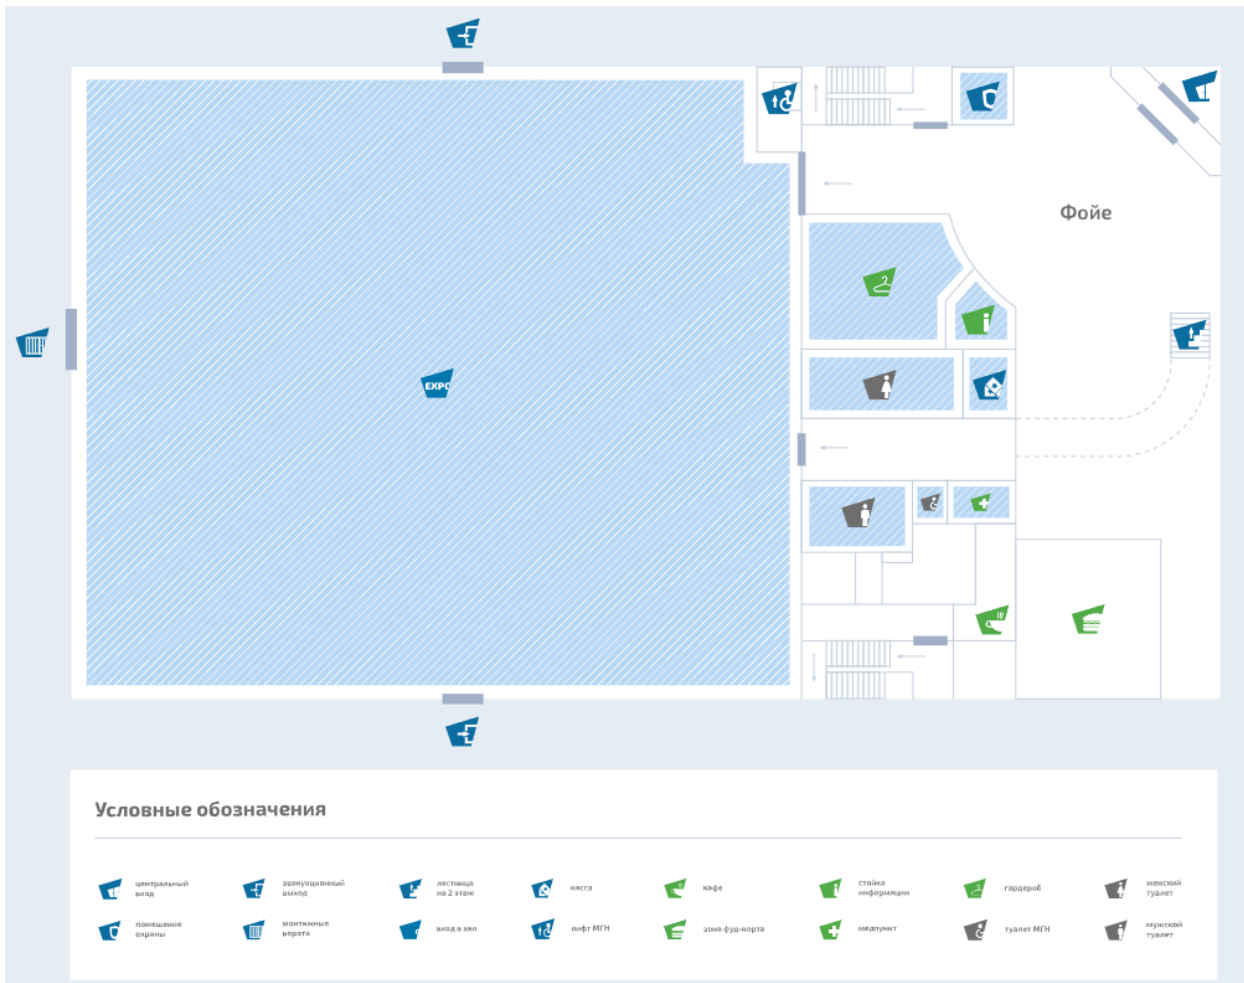 Фойе
EXPO
Условные обозначения
центральный
вход
эвакуационный
выход
лестница
на 2 этаж
касса
кафе
стойка
информации
гардероб
женский
туалет
помещение
охраны
монтажные
ворота
вход в зал
лифт МГН
зона фуд-корта
медпункт
туалет МГН
мужской
туалет